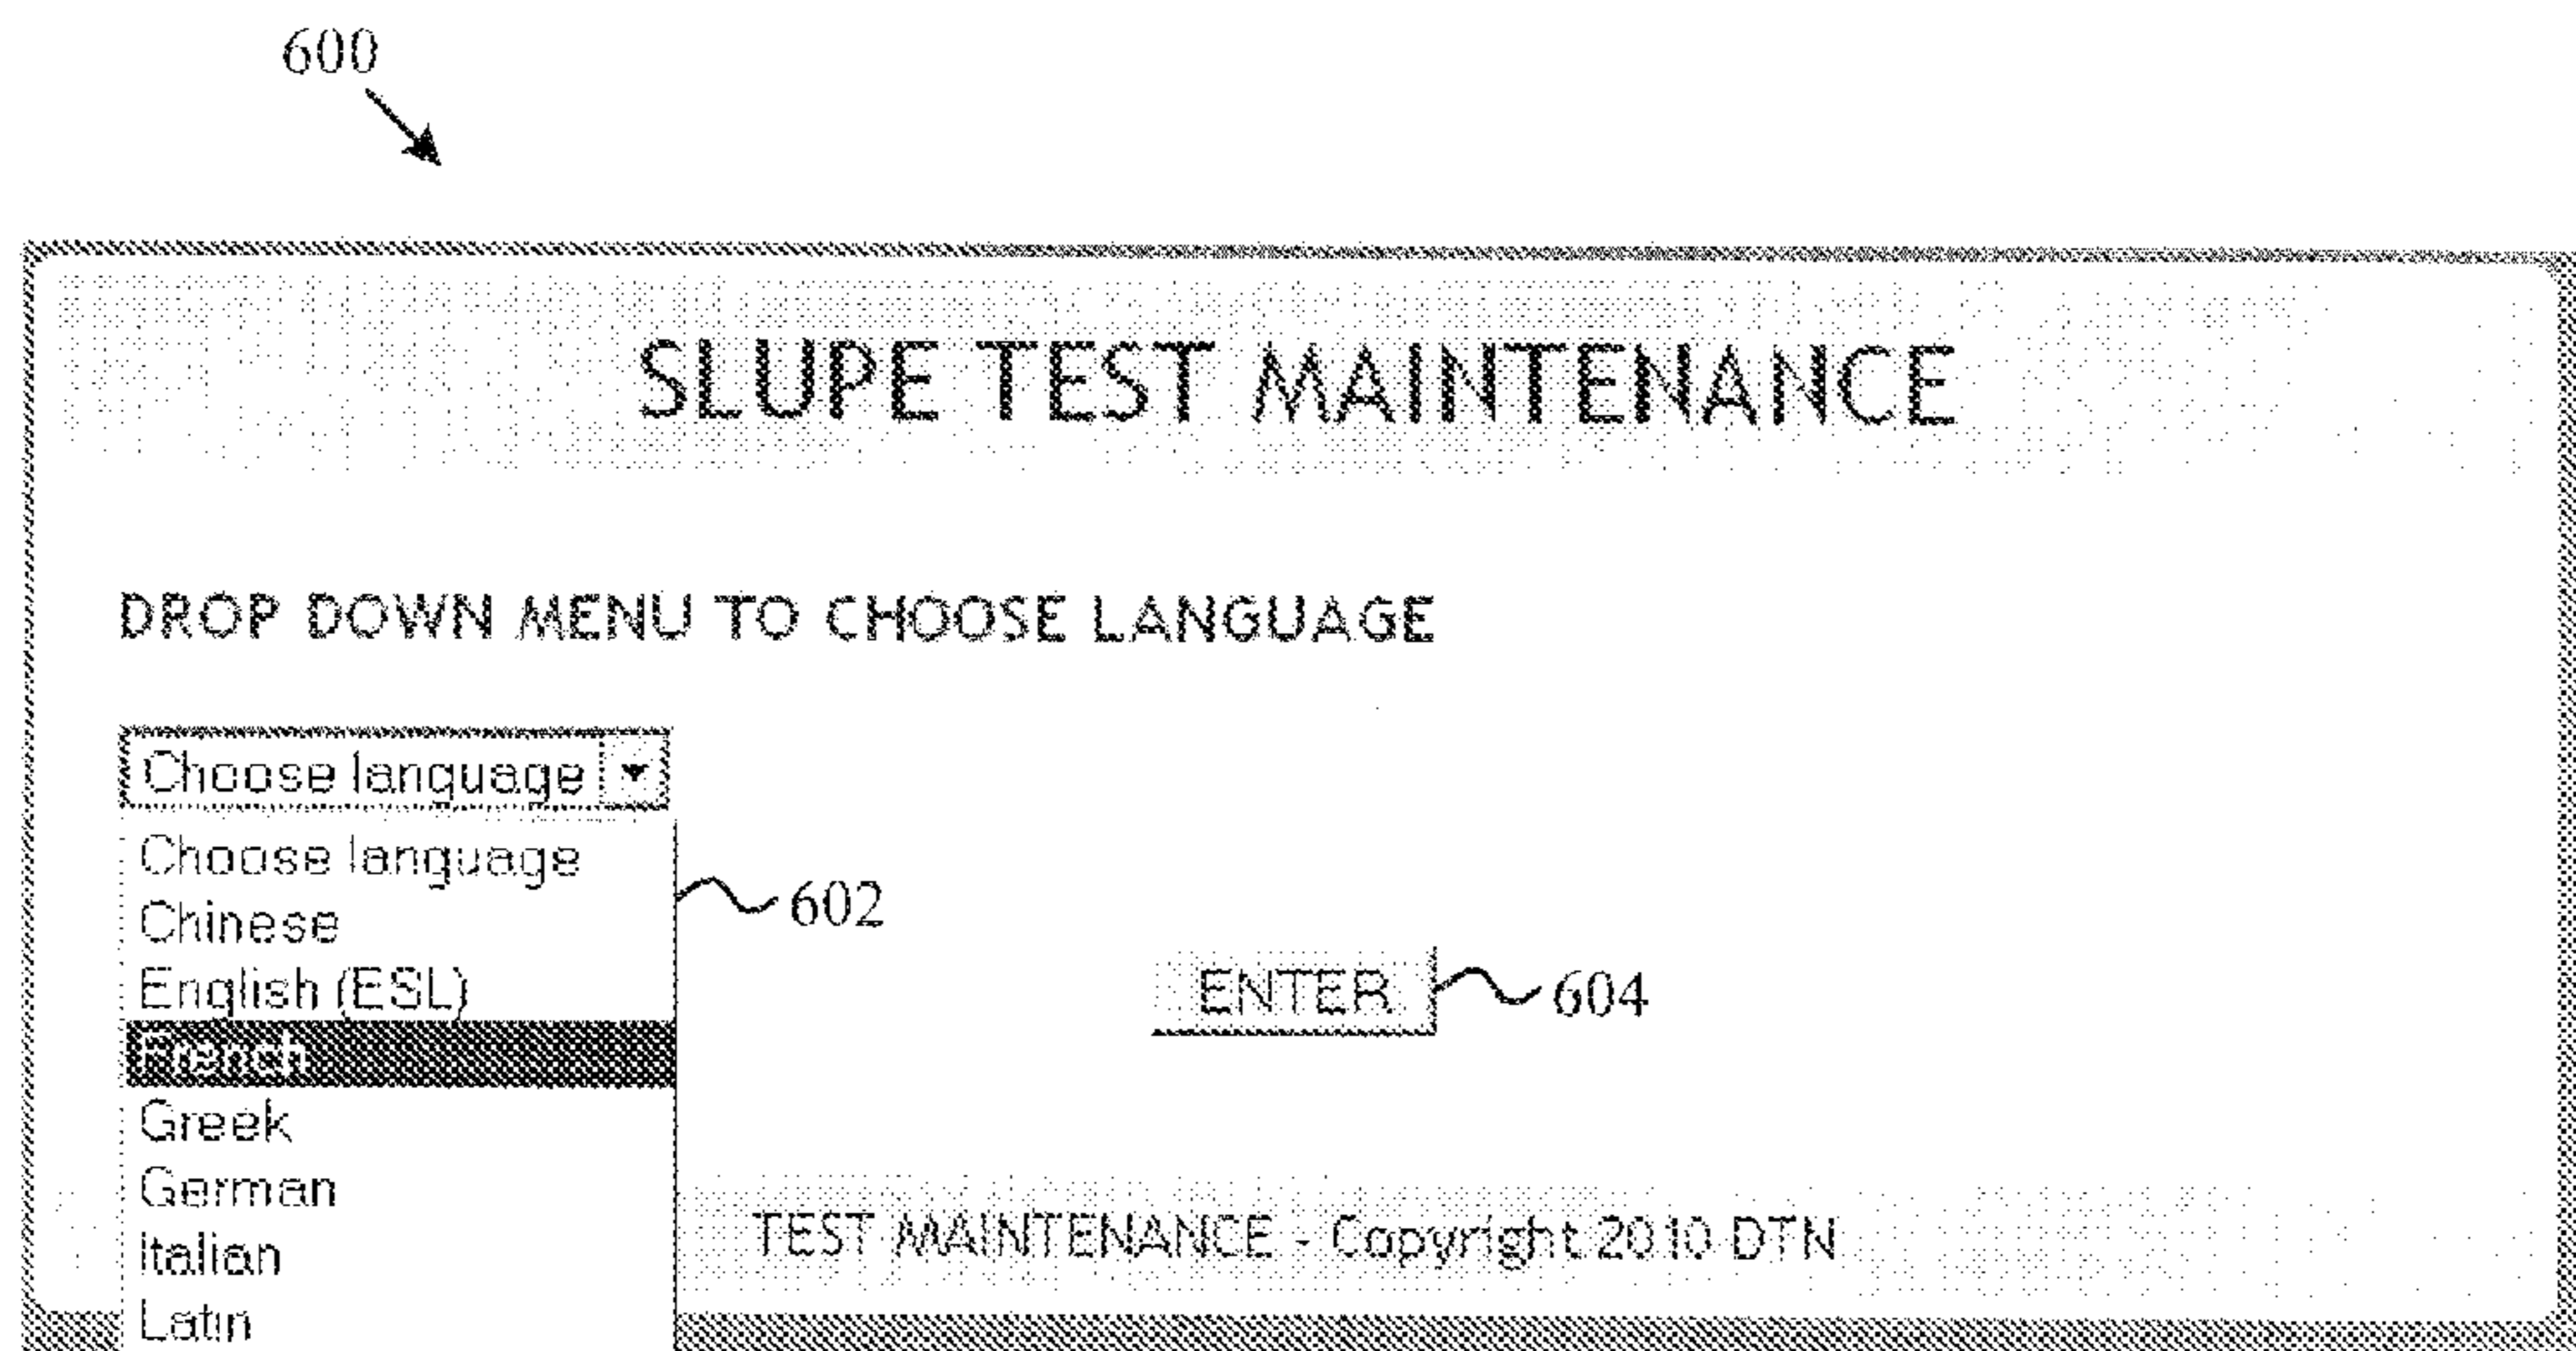 600
SLUPE TEST MAINTENANCE
DROP DOWN MENU TO CHOOSE LANGUAGE
Choose language
Choose language
Chinese
602
English (ESL)
ENTER
604
French
Greek
German
Italian
TEST MAINTENANCE - Copyright 2010 DTN
Latin